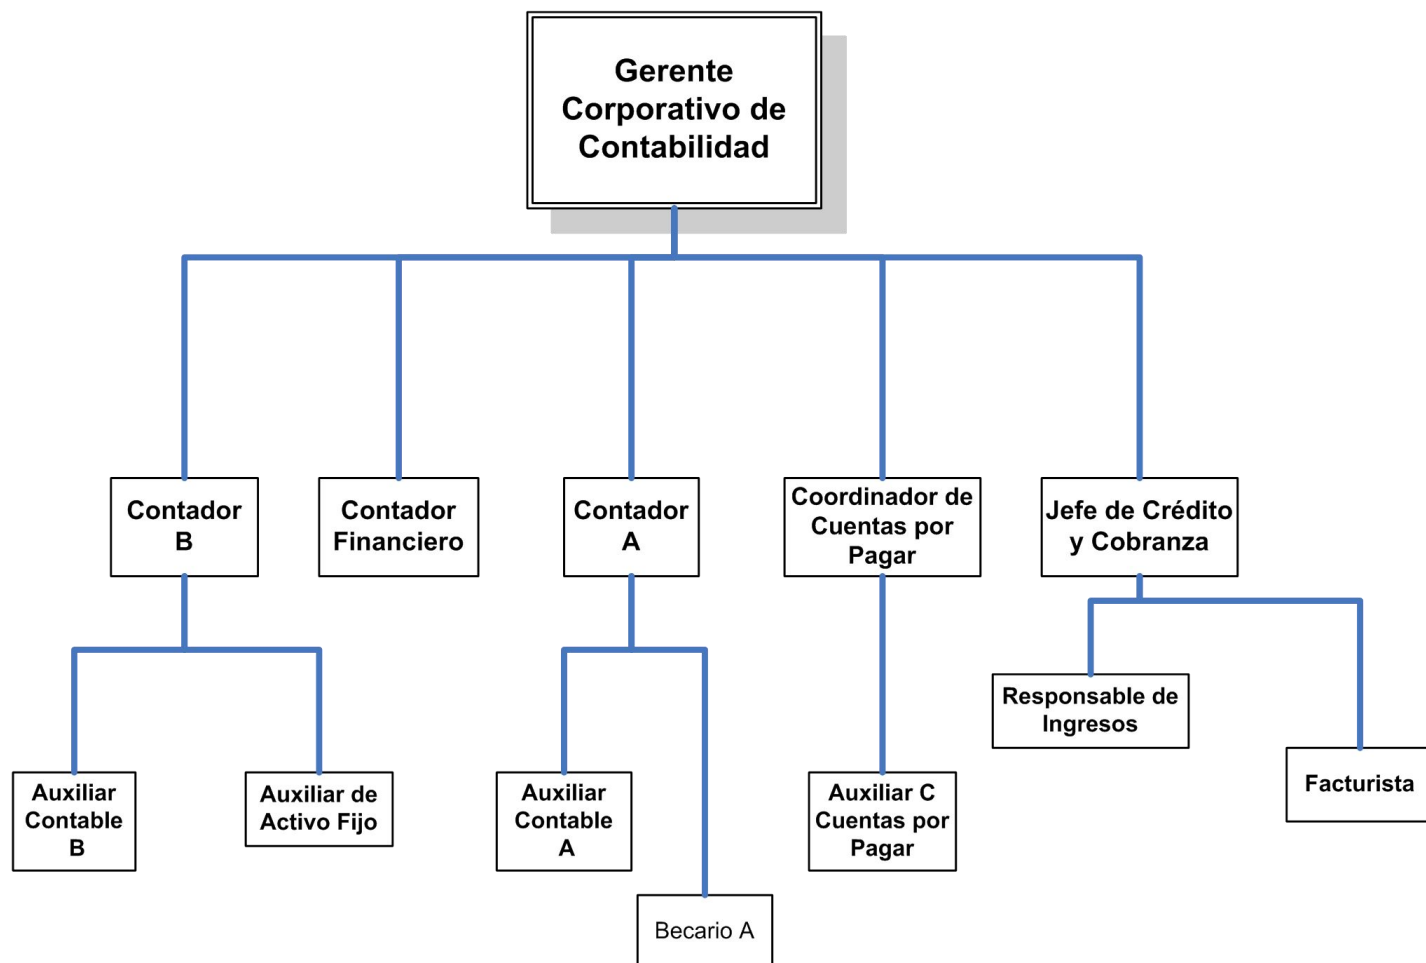 Gerente
Corporativo de
Contabilidad
Contador
B
Contador
Financiero
Contador
A
Coordinador de
Cuentas por
Pagar
Jefe de Crédito
y Cobranza
Responsable de
Ingresos
Facturista
Auxiliar
Contable
B
Auxiliar de
Activo Fijo
Auxiliar
Contable
A
Auxiliar C
Cuentas por
Pagar
Becario A